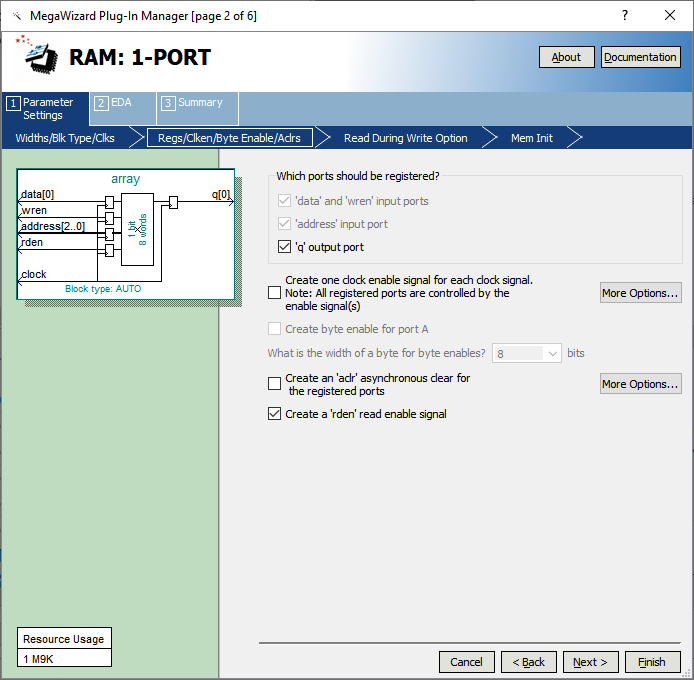 MegaWizard Plug-In Manager [page 2 of 6]
RAM: 1-PORT
About
Documentation
1 Parameter Settings
2 EDA
3 Summary
Widths/Blk Type/Clks
Regs/Clken/Byte Enable/Aclrs
Read During Write Option
Mem Init
array
data[0]
wren
address[2..0]
rden
clock
q[0]
1 bit
8 words
Block type: AUTO
Which ports should be registered?
'data' and 'wren' input ports
'address' input port
'q' output port
Create one clock enable signal for each clock signal.
Note: All registered ports are controlled by the
enable signal(s)
More Options...
Create byte enable for port A
What is the width of a byte for byte enables? 8 bits
Create an 'aclr' asynchronous clear for
the registered ports
More Options...
Create a 'rden' read enable signal
Resource Usage
1 M9K
Cancel
< Back
Next >
Finish